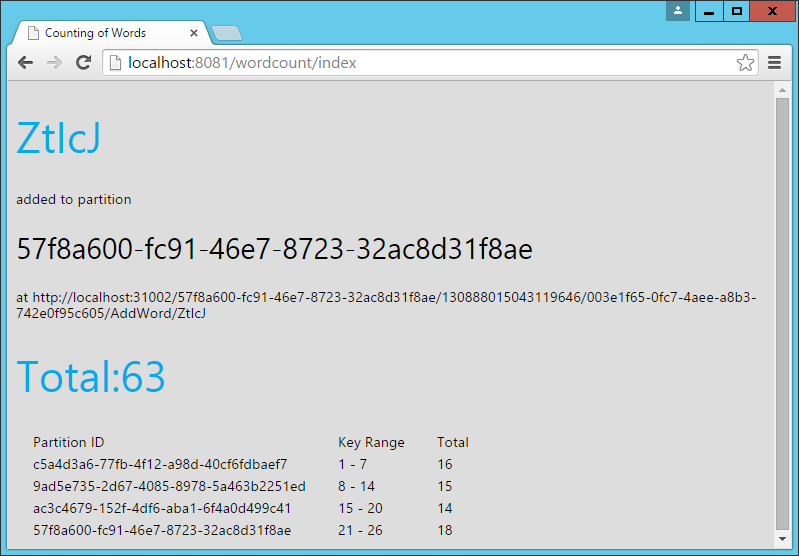 Counting of Words
localhost:8081/wordcount/index
ZtIcJ
added to partition
57f8a600-fc91-46e7-8723-32ac8d31f8ae
at http://localhost:31002/57f8a600-fc91-46e7-8723-32ac8d31f8ae/130888015043119646/003e1f65-0fc7-4aee-a8b3-
742e0f95c605/AddWord/ZtIcJ
Total:63
Partition ID Key Range Total
c5a4d3a6-77fb-4f12-a98d-40cf6fdbaef7 1 - 7 16
9ad5e735-2d67-4085-8978-5a463b2251ed 8 - 14 15
ac3c4679-152f-4df6-aba1-6f4a0d499c41 15 - 20 14
57f8a600-fc91-46e7-8723-32ac8d31f8ae 21 - 26 18